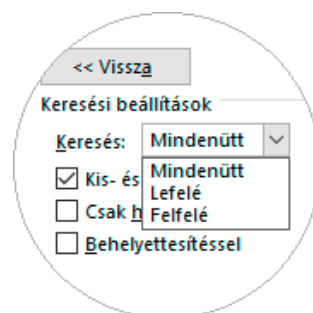 << Vissza
Keresési beállítások
Keresés: Mindenütt
Mindenütt
Kis- és
Lefelé
Csak
Felfelé
Behelyettesítéssel